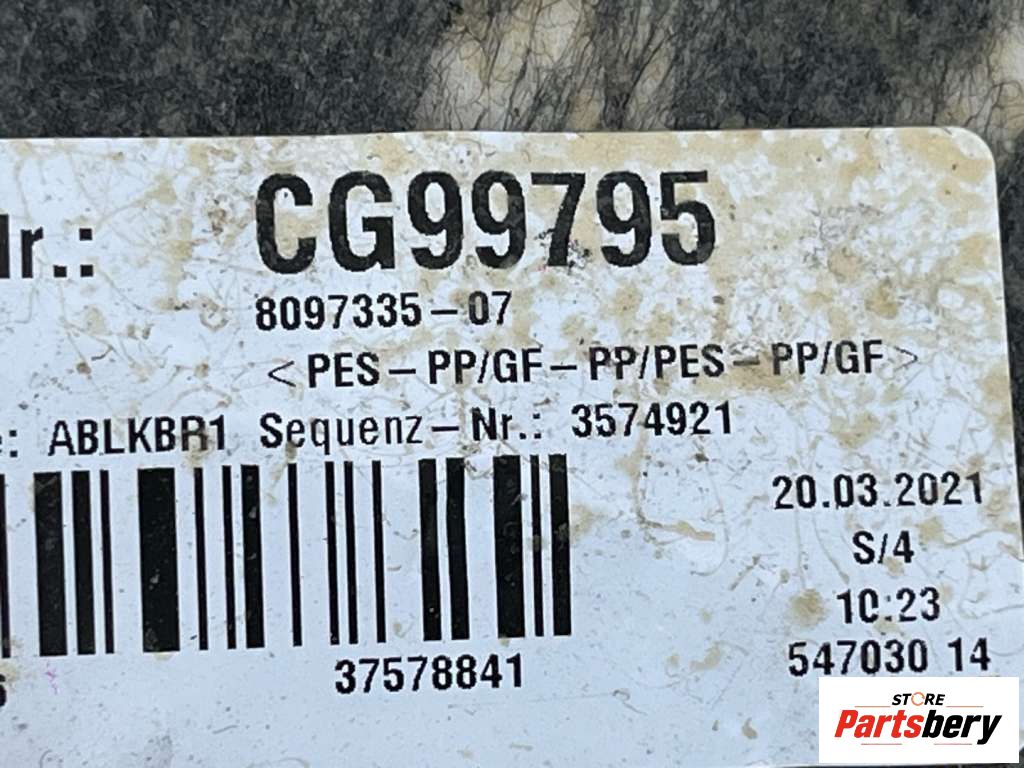 Nr.: CG99795
8097335-07
<PES-PP/GF-PP/PES-PP/GF>
e: ABLKBR1 Sequenz-Nr.: 3574921
20.03.2021
S/4
10:23
37578841
547030 14
STORE
Partsbery